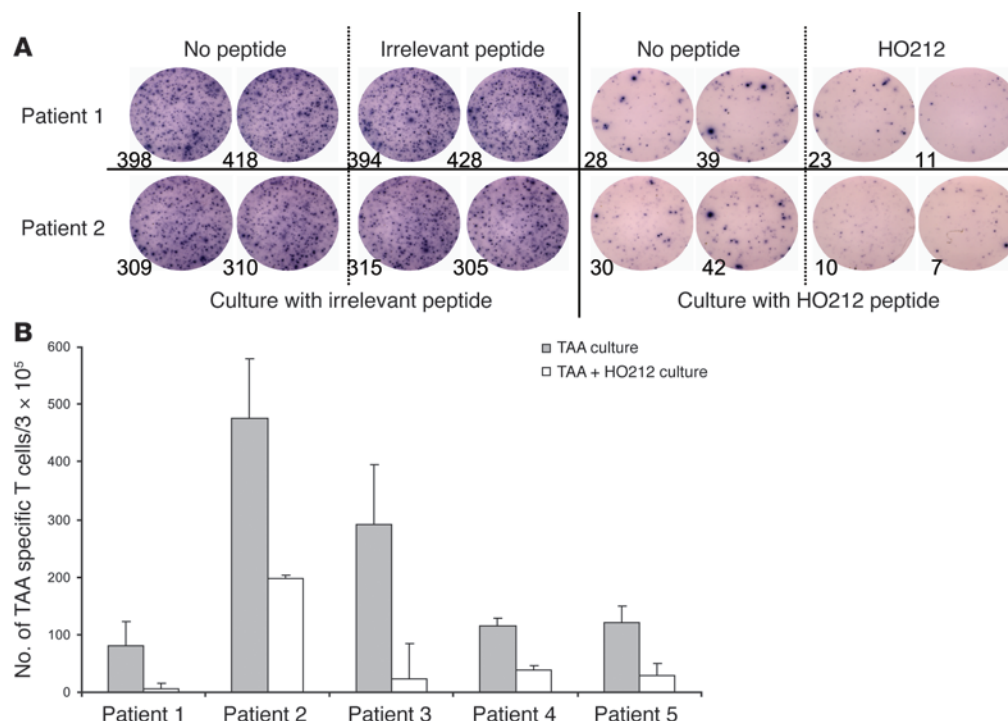 A
No peptide Irrelevant peptide No peptide HO212
Patient 1
398 418 394 428 28 39 23 11
Patient 2
309 310 315 305 30 42 10 7
Culture with irrelevant peptide Culture with HO212 peptide
B
No. of TAA specific T cells/3 × 10⁵
600
500
400
300
200
100
0
TAA culture
TAA + HO212 culture
Patient 1 Patient 2 Patient 3 Patient 4 Patient 5